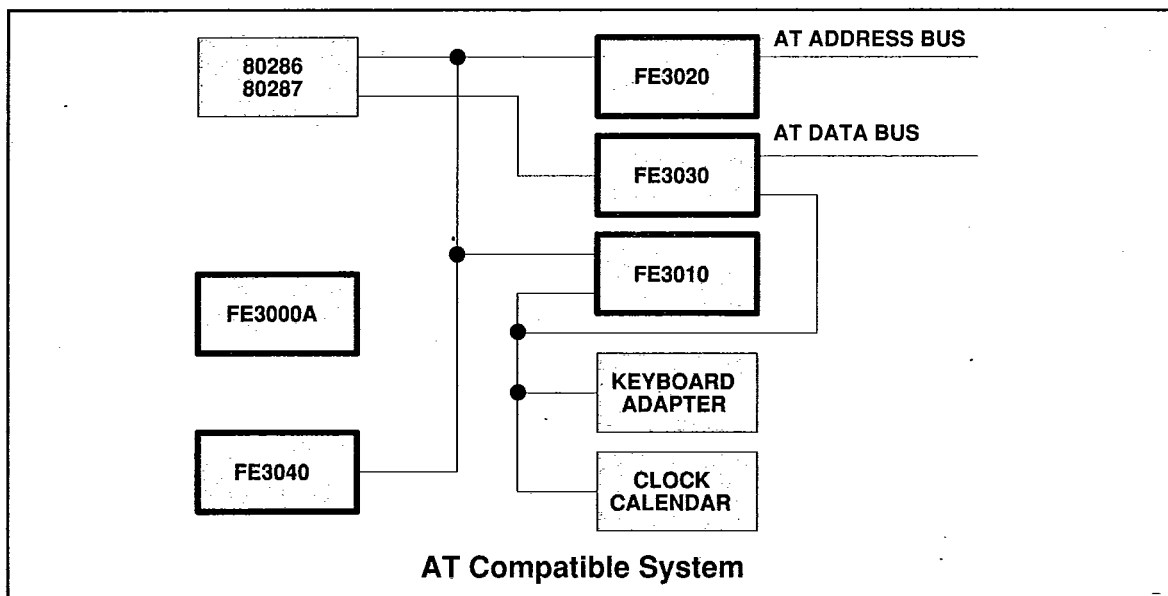 80286
80287
FE3020
AT ADDRESS BUS
FE3030
AT DATA BUS
FE3010
FE3000A
KEYBOARD
ADAPTER
FE3040
CLOCK
CALENDAR
AT Compatible System